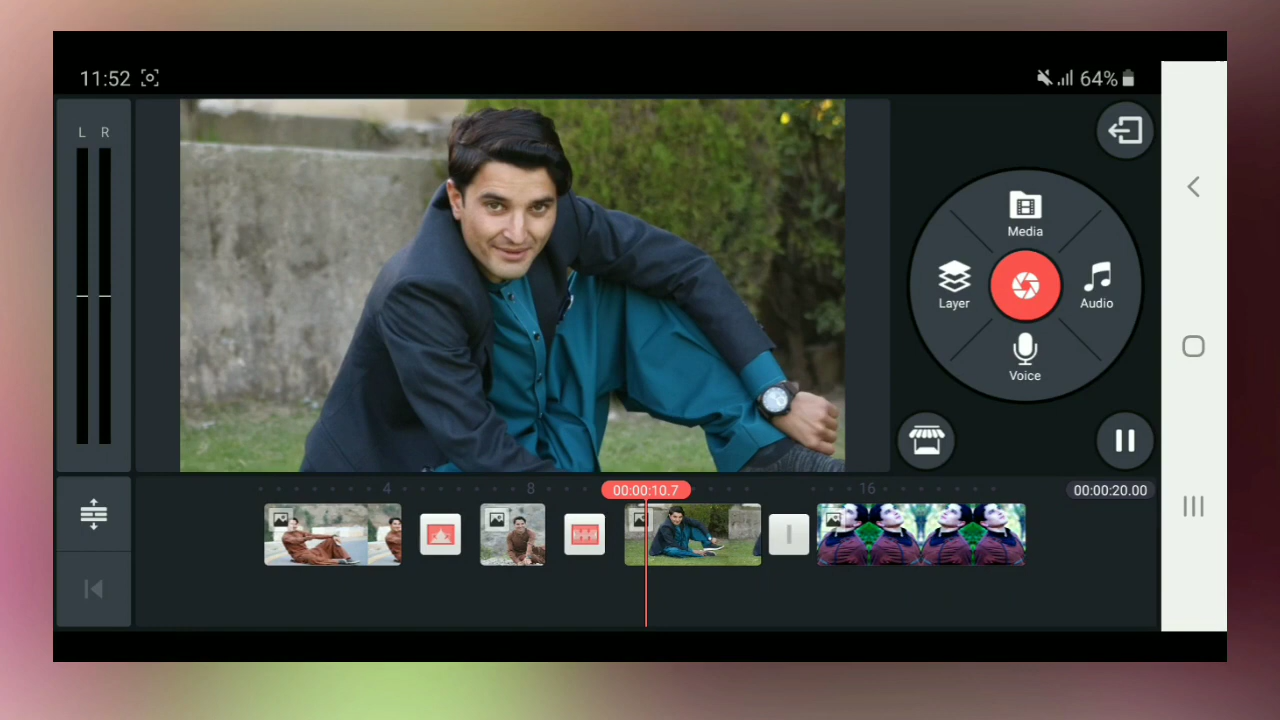 11:52
64%
L R
Media
Layer
Audio
Voice
4
8
00:00:10.7
16
00:00:20.00